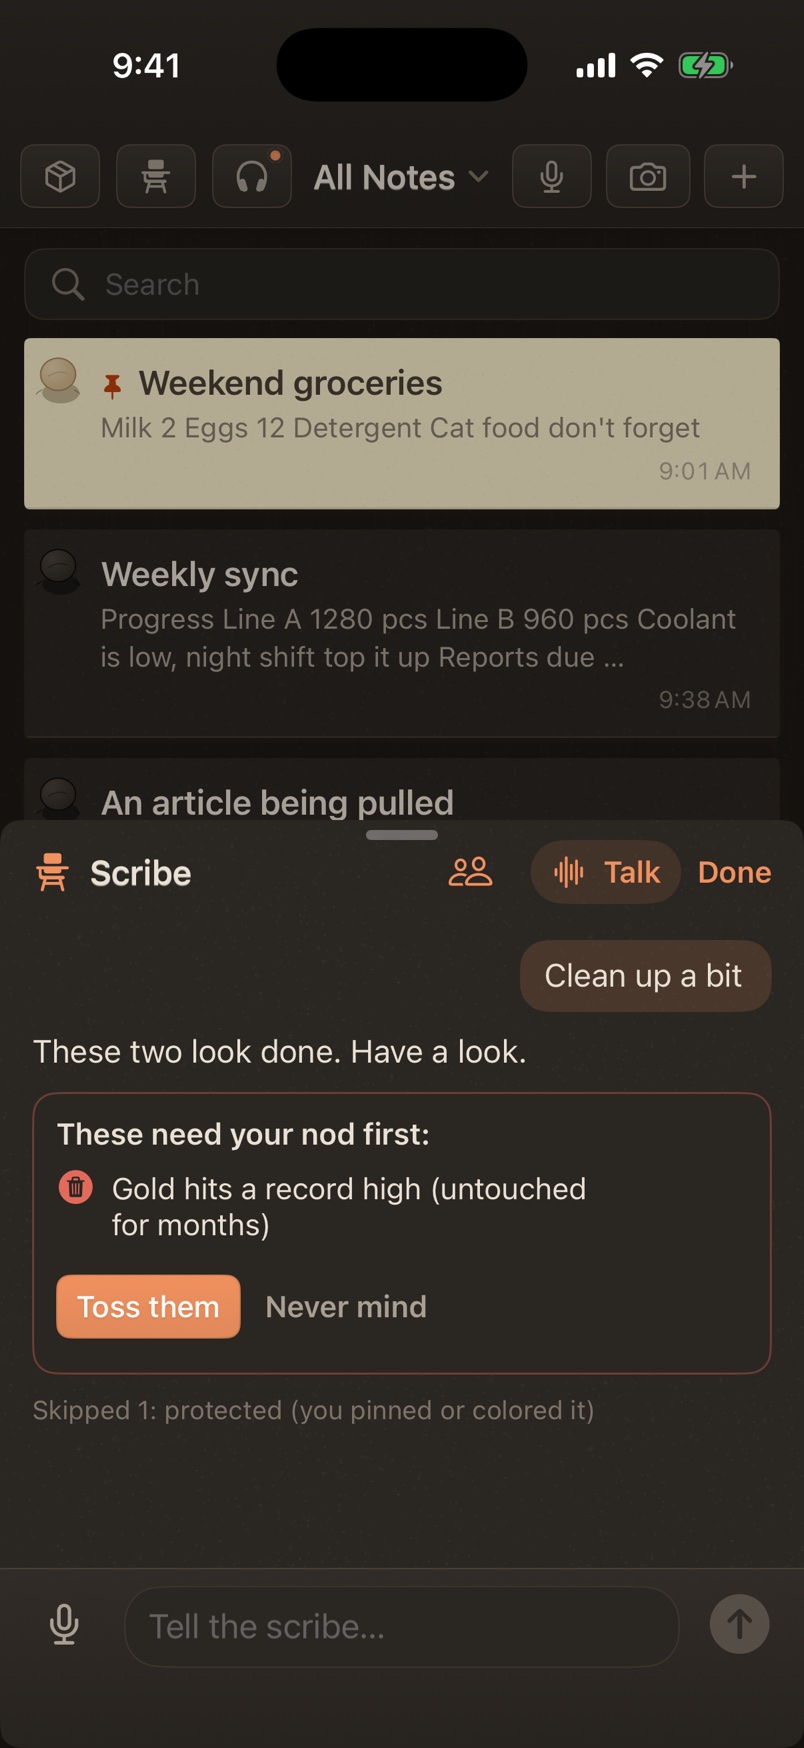 9:41
All Notes
Search
Weekend groceries
Milk 2 Eggs 12 Detergent Cat food don't forget
9:01 AM
Weekly sync
Progress Line A 1280 pcs Line B 960 pcs Coolant
is low, night shift top it up Reports due ...
9:38 AM
An article being pulled
Scribe
Talk
Done
Clean up a bit
These two look done. Have a look.
These need your nod first:
Gold hits a record high (untouched
for months)
Toss them
Never mind
Skipped 1: protected (you pinned or colored it)
Tell the scribe...